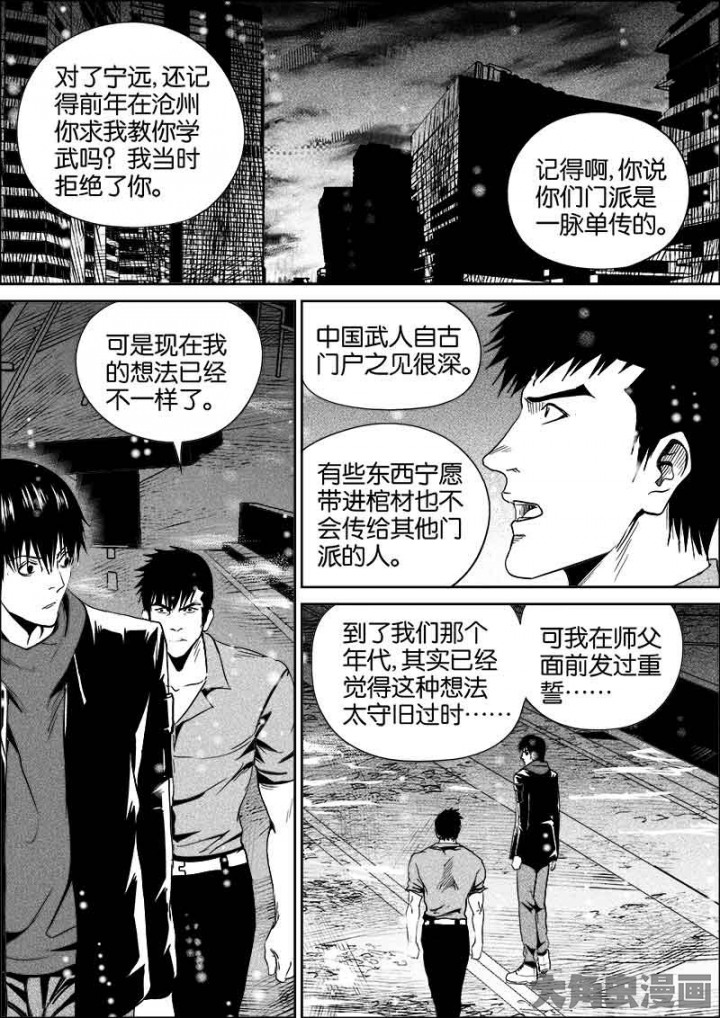 对了宁远，还记
得前年在沧州
你求我教你学
武吗？我当时
拒绝了你。
记得啊，你说
你们门派是
一脉单传的。
可是现在我
的想法已经
不一样了。
中国武人自古
门户之见很深。
有些东西宁愿
带进棺材也不
会传给其他门
派的人。
到了我们那个
年代，其实已经
觉得这种想法
太守旧过时……
可我在师父
面前发过重
誓……
大角虫漫画